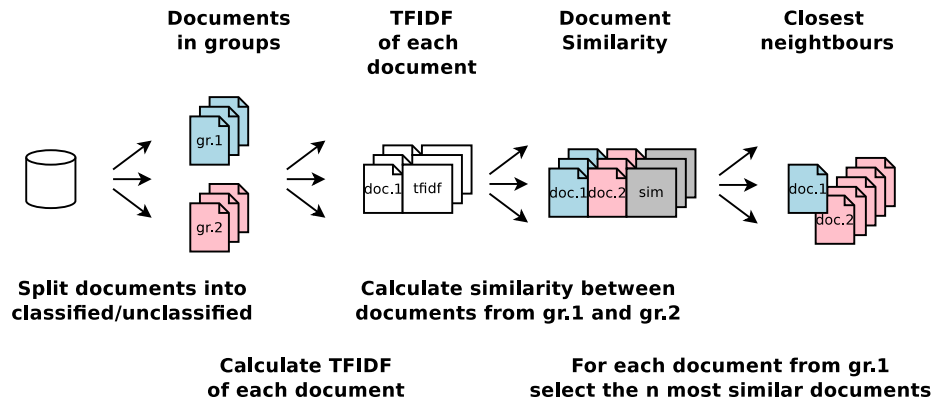 Documents
in groups
TFIDF
of each
document
Document
Similarity
Closest
neighbours
gr.1
gr.2
doc.1
tfidf
doc.1
doc.2
sim
doc.1
doc.2
Split documents into
classified/unclassified
Calculate similarity between
documents from gr.1 and gr.2
Calculate TFIDF
of each document
For each document from gr.1
select the n most similar documents